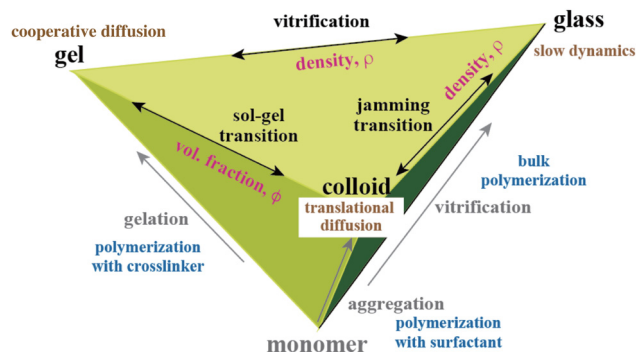 vitrification
glass
cooperative diffusion
gel
density, ρ
density, ρ
slow dynamics
sol-gel
transition
jamming
transition
vol. fraction, ϕ
colloid
translational
diffusion
bulk
polymerization
vitrification
gelation
polymerization
with crosslinker
aggregation
monomer
polymerization
with surfactant